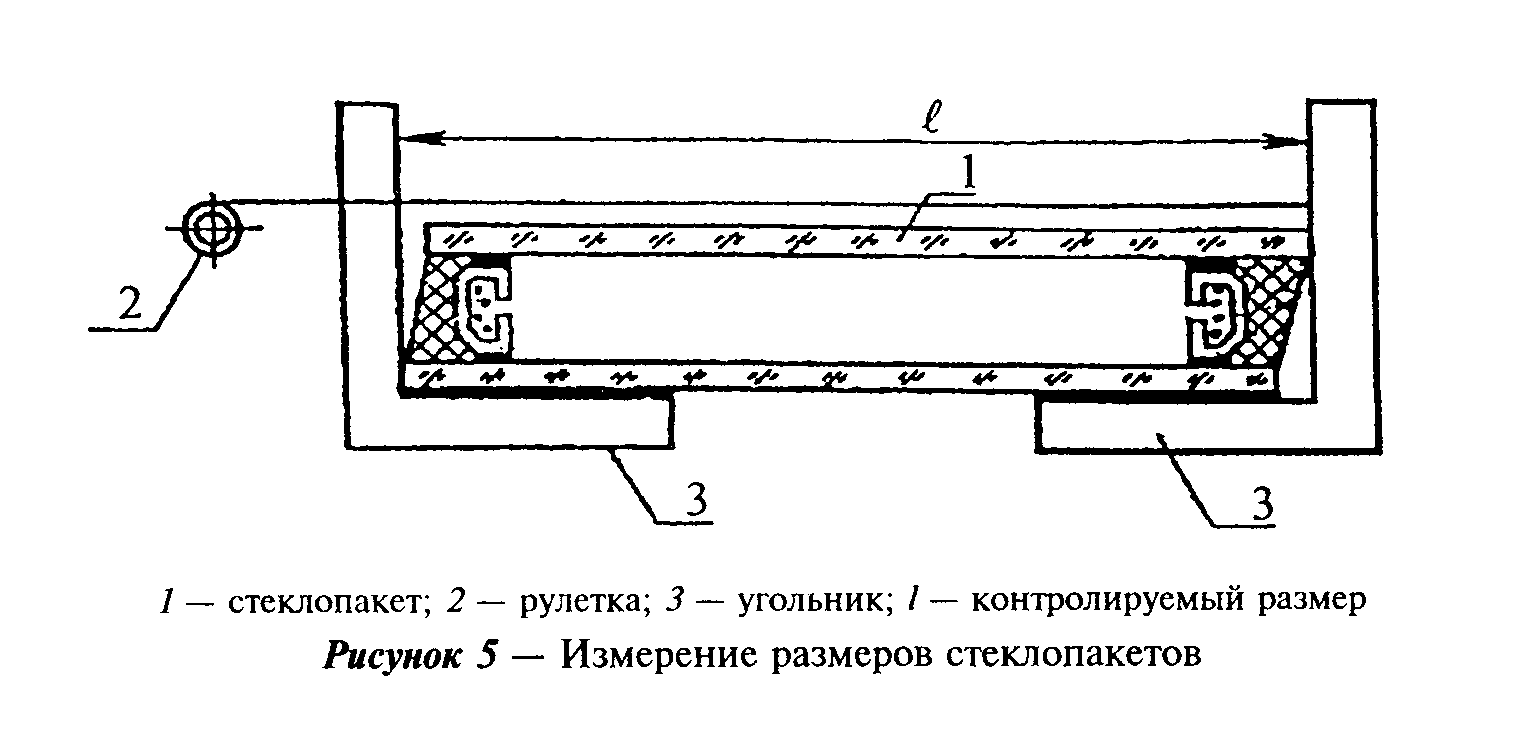 ℓ
1
2
3
3
1 — стеклопакет; 2 — рулетка; 3 — угольник; l — контролируемый размер
Рисунок 5 — Измерение размеров стеклопакетов